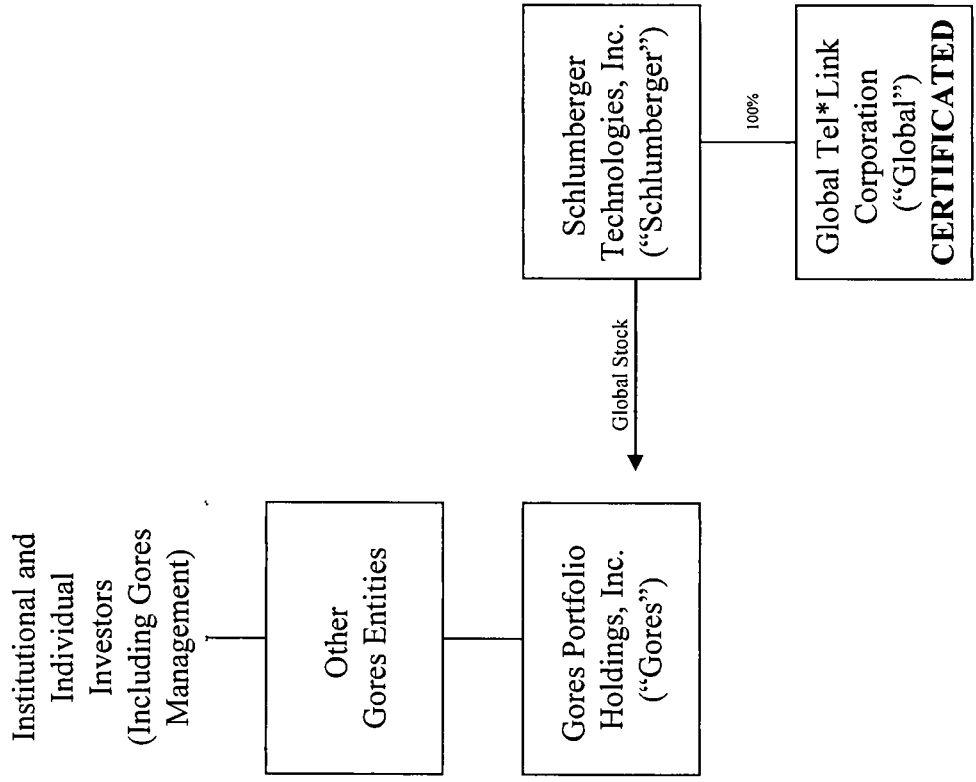 Institutional and
Individual
Investors
(Including Gores
Management)
Other
Gores Entities
Gores Portfolio
Holdings, Inc.
("Gores")
Global Stock
Schlumberger
Technologies, Inc.
("Schlumberger")
100%
Global Tel*Link
Corporation
("Global")
CERTIFICATED